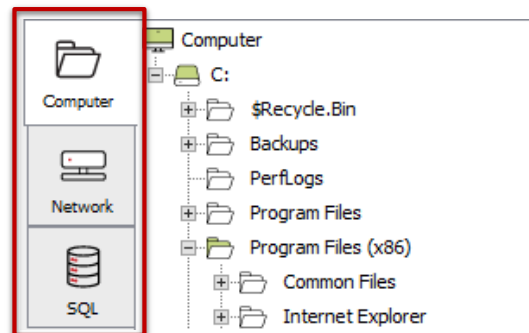 Computer
Network
SQL
Computer
C:
$Recycle.Bin
Backups
PerfLogs
Program Files
Program Files (x86)
Common Files
Internet Explorer